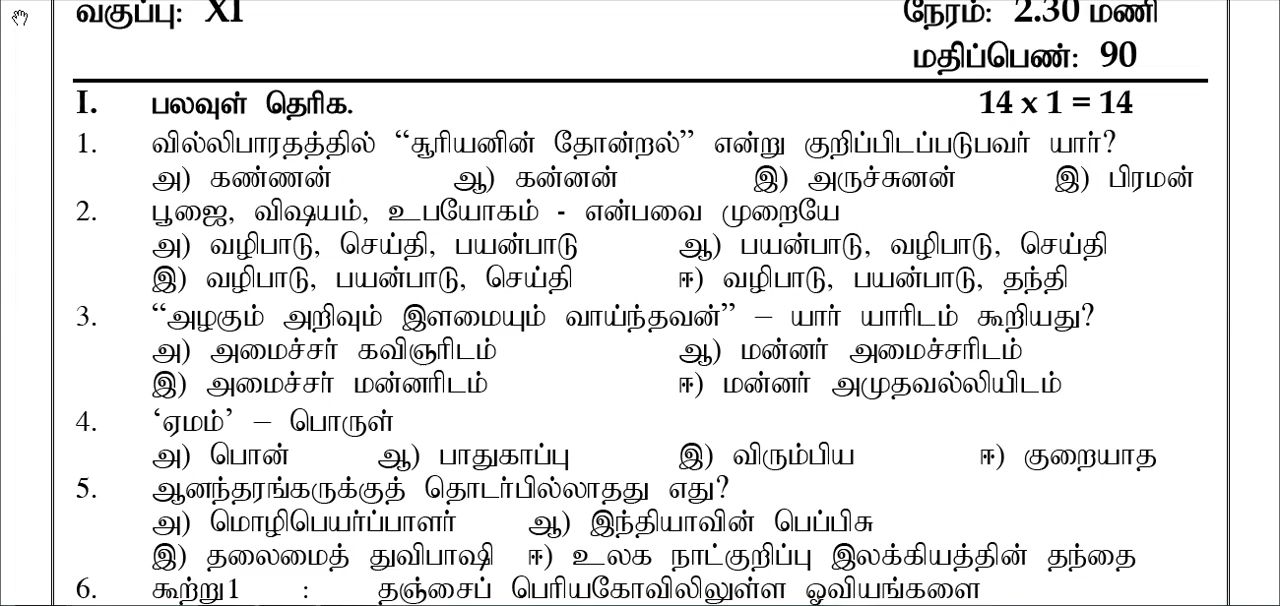 வகுப்பு: XI நேரம்: 2.30 மணி
மதிப்பெண்: 90
I. பலவுள் தெரிக. 14 x 1 = 14
1. வில்லிபாரதத்தில் “சூரியனின் தோன்றல்” என்று குறிப்பிடப்படுபவர் யார்?
அ) கண்ணன் ஆ) கன்னன் இ) அருச்சுனன் இ) பிரமன்
2. பூஜை, விஷயம், உபயோகம் - என்பவை முறையே
அ) வழிபாடு, செய்தி, பயன்பாடு ஆ) பயன்பாடு, வழிபாடு, செய்தி
இ) வழிபாடு, பயன்பாடு, செய்தி ஈ) வழிபாடு, பயன்பாடு, தந்தி
3. “அழகும் அறிவும் இளமையும் வாய்ந்தவன்” – யார் யாரிடம் கூறியது?
அ) அமைச்சர் கவிஞரிடம் ஆ) மன்னர் அமைச்சரிடம்
இ) அமைச்சர் மன்னரிடம் ஈ) மன்னர் அமுதவல்லியிடம்
4. ‘ஏமம்’ – பொருள்
அ) பொன் ஆ) பாதுகாப்பு இ) விரும்பிய ஈ) குறையாத
5. ஆனந்தரங்கருக்குத் தொடர்பில்லாதது எது?
அ) மொழிபெயர்ப்பாளர் ஆ) இந்தியாவின் பெப்பிசு
இ) தலைமைத் துவிபாஷி ஈ) உலக நாட்குறிப்பு இலக்கியத்தின் தந்தை
6. கூற்று1 : தஞ்சைப் பெரியகோவிலிலுள்ள ஓவியங்களை